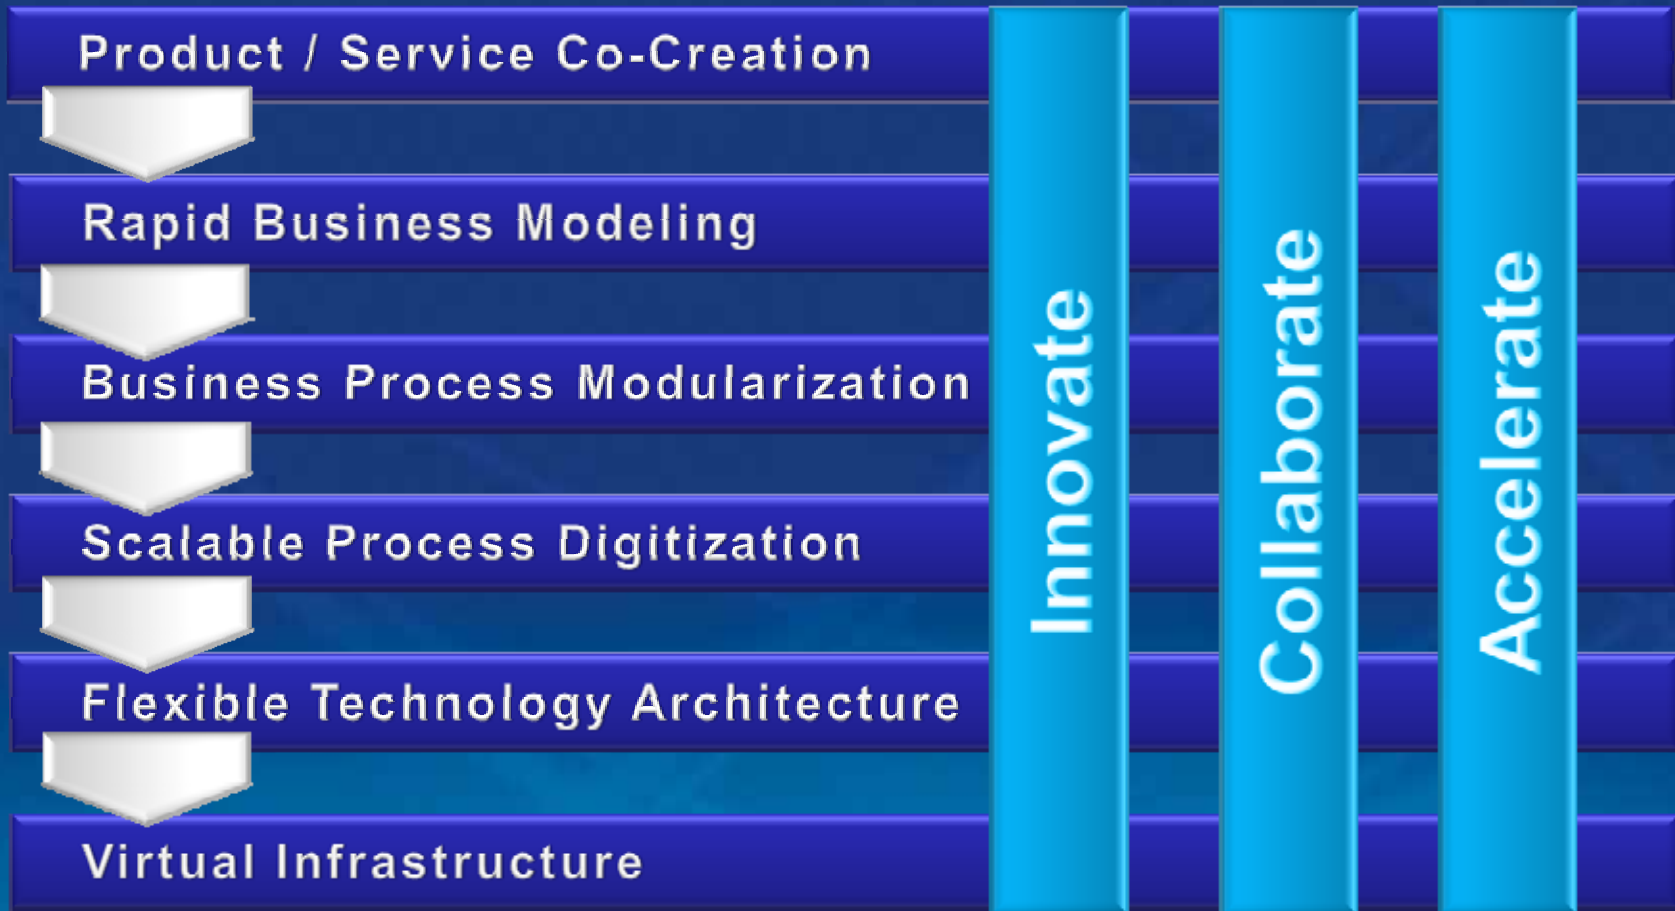 Product / Service Co-Creation
Rapid Business Modeling
Business Process Modularization
Scalable Process Digitization
Flexible Technology Architecture
Virtual Infrastructure
Innovate
Collaborate
Accelerate